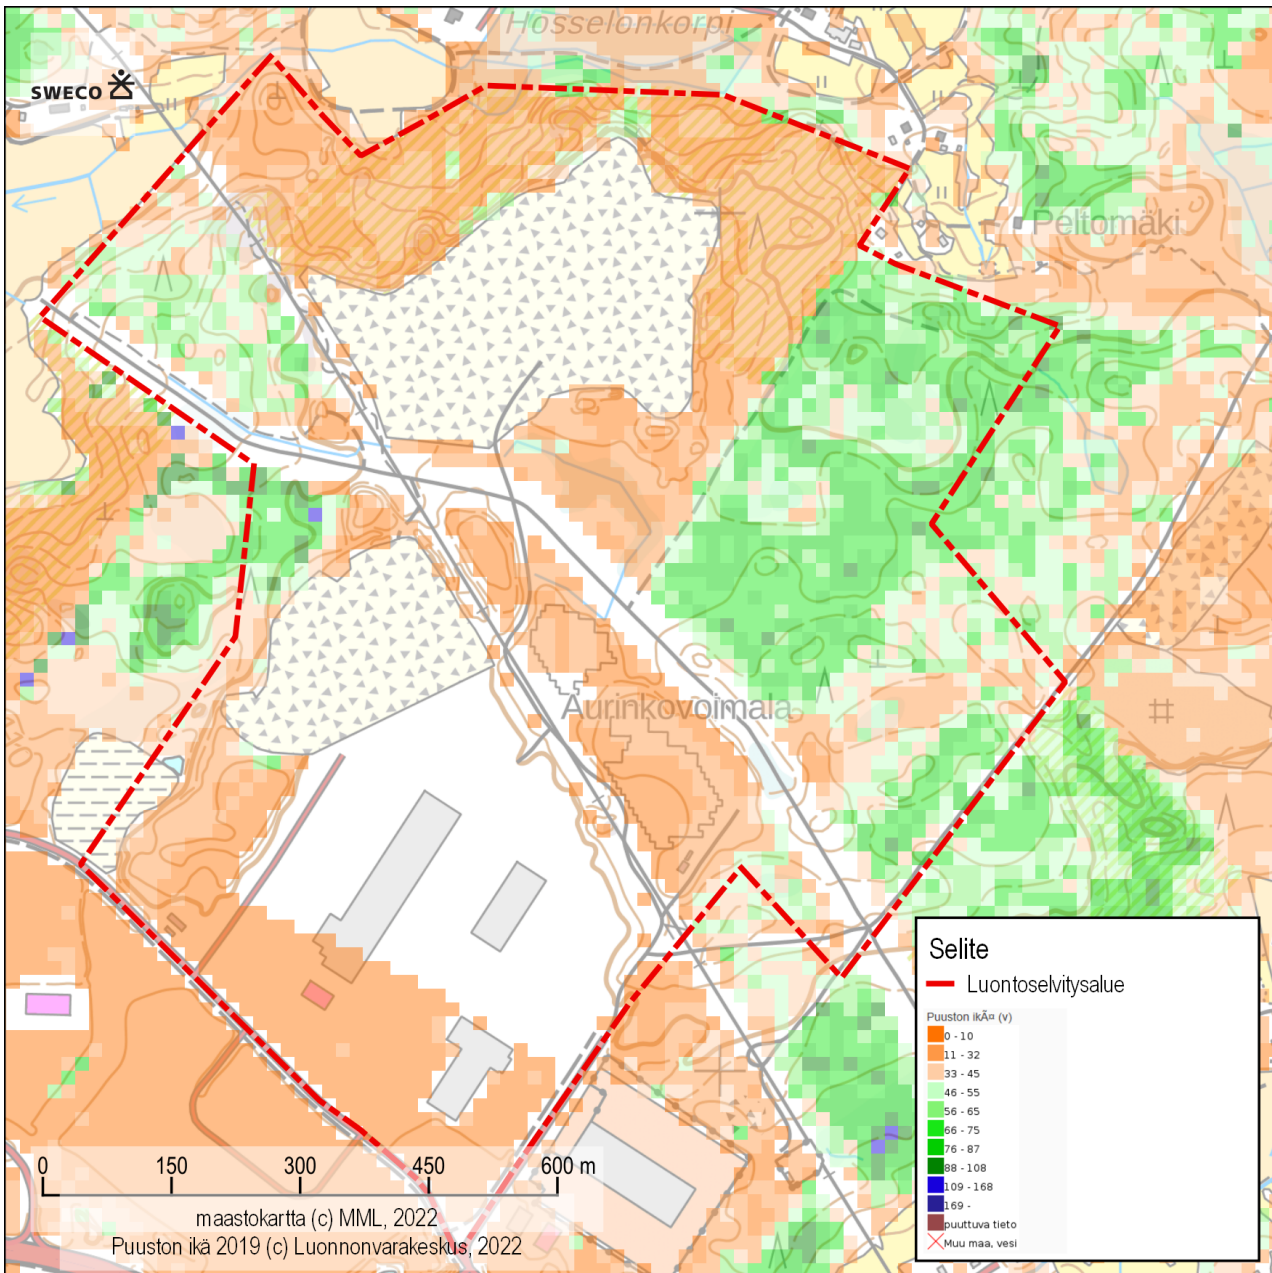 Hosselonkorpi
SWECO
Peltomäki
Aurinkovoimala
Selite
Luontoselvitysalue
Puuston ikÃ¤ (v)
0 - 10
11 - 32
33 - 45
46 - 55
56 - 65
66 - 75
76 - 87
88 - 108
109 - 168
169 -
puuttuva tieto
Muu maa, vesi
0 150 300 450 600 m
maastokartta (c) MML, 2022
Puuston ikä 2019 (c) Luonnonvarakeskus, 2022